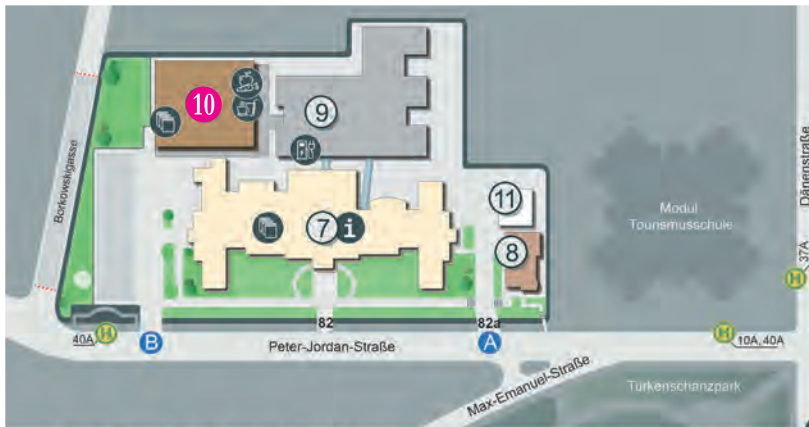 10
9
11
7
i
8
Borkowskigasse
Modul
Tourismusschule
Dänenstraße
37A
H
82
82a
40A
H
B
A
H
10A, 40A
Peter-Jordan-Straße
Max-Emanuel-Straße
Türkenschanzpark